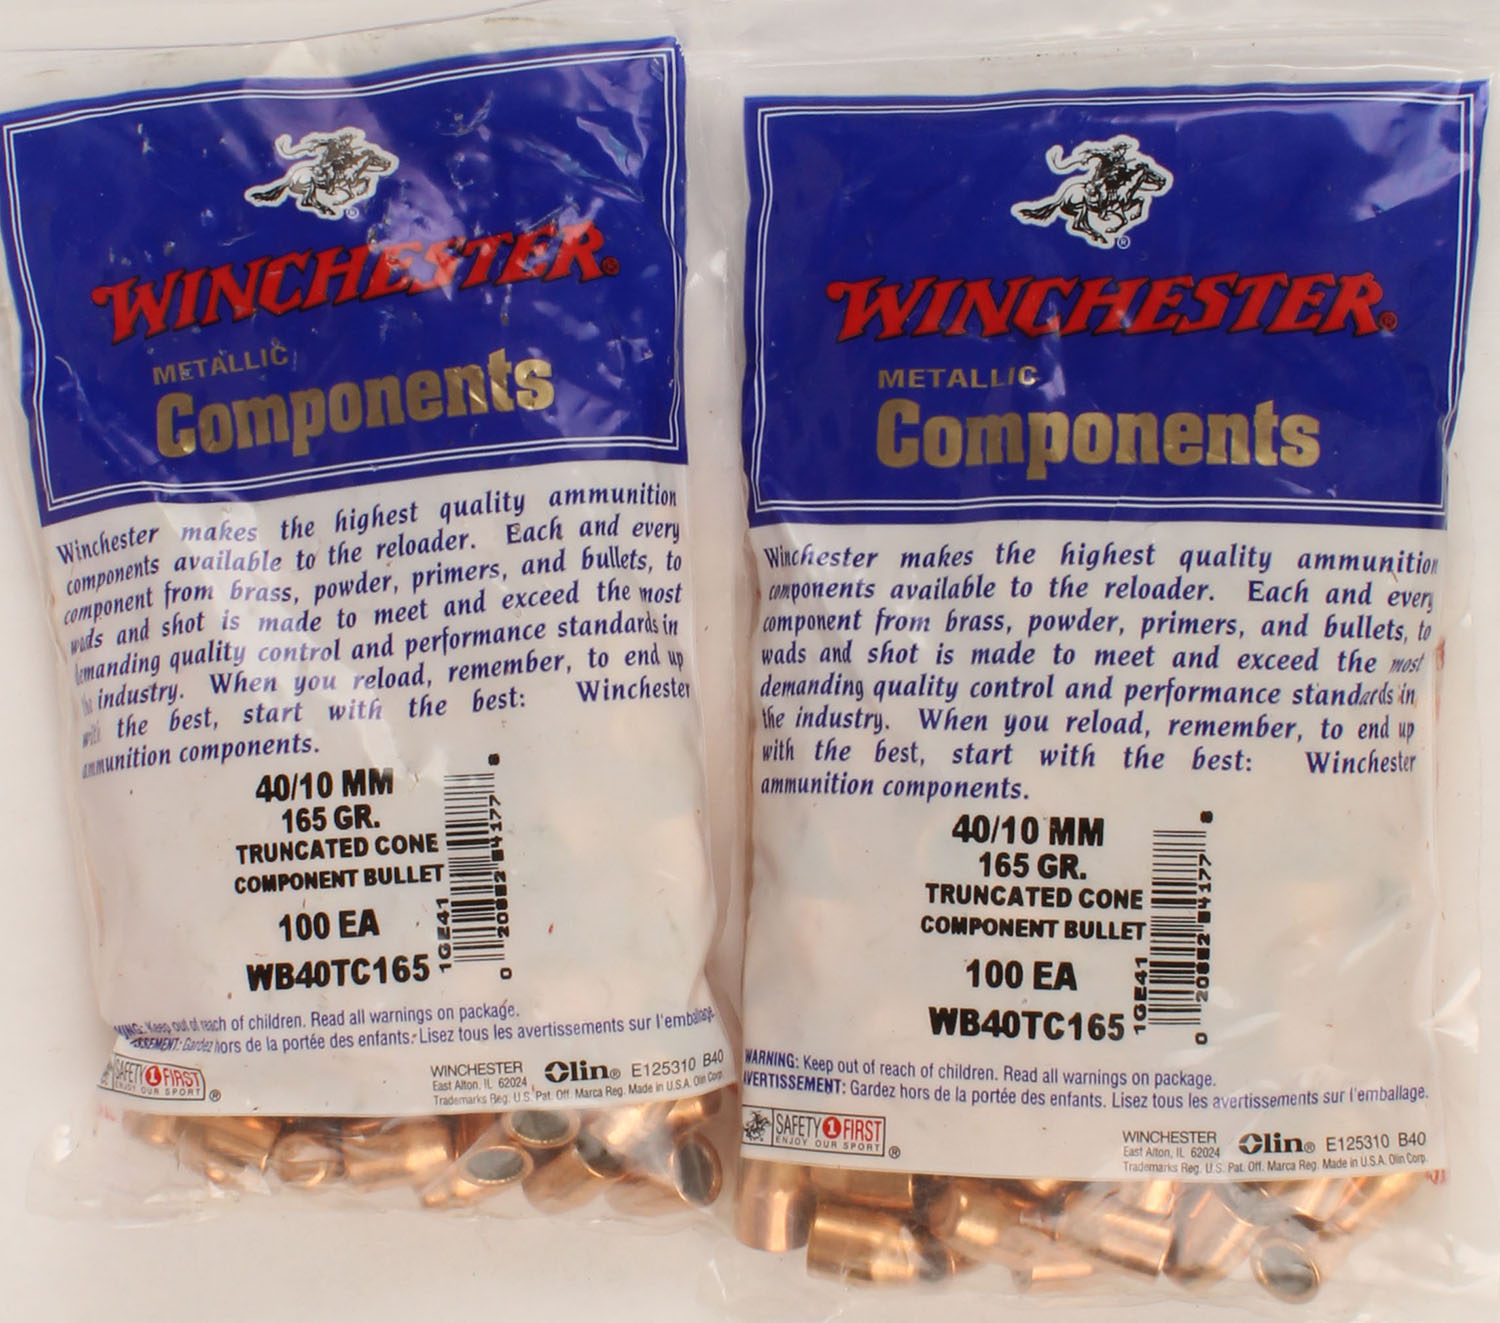 WINCHESTER®
METALLIC
Components
Winchester makes the highest quality ammunition
components available to the reloader. Each and every
component from brass, powder, primers, and bullets, to
wads and shot is made to meet and exceed the most
demanding quality control and performance standards in
industry. When you reload, remember, to end up
with the best, start with the best: Winchester
ammunition components.
40/10 MM
165 GR.
TRUNCATED CONE
COMPONENT BULLET
100 EA
WB40TC165
1GE41
0 20892 54177 8
Keep out of reach of children. Read all warnings on package.
Gardez hors de la portée des enfants. Lisez tous les avertissements sur l'emballage.
SAFETY 1 FIRST
ENJOY OUR SPORT ®
WINCHESTER Olin® E125310 B40
East Alton, IL 62024
Trademarks Reg. U.S. Pat. Off. Marca Reg. Made in U.S.A. Olin Corp.
WINCHESTER®
METALLIC
Components
Winchester makes the highest quality ammunition
components available to the reloader. Each and every
component from brass, powder, primers, and bullets, to
wads and shot is made to meet and exceed the most
demanding quality control and performance standards in
the industry. When you reload, remember, to end up
with the best, start with the best: Winchester
ammunition components.
40/10 MM
165 GR.
TRUNCATED CONE
COMPONENT BULLET
100 EA
WB40TC165
1GE41
0 20892 54177 8
WARNING: Keep out of reach of children. Read all warnings on package.
AVERTISSEMENT: Gardez hors de la portée des enfants. Lisez tous les avertissements sur l'emballage.
SAFETY 1 FIRST
ENJOY OUR SPORT ®
WINCHESTER Olin® E125310 B40
East Alton, IL 62024
Trademarks Reg. U.S. Pat. Off. Marca Reg. Made in U.S.A. Olin Corp.